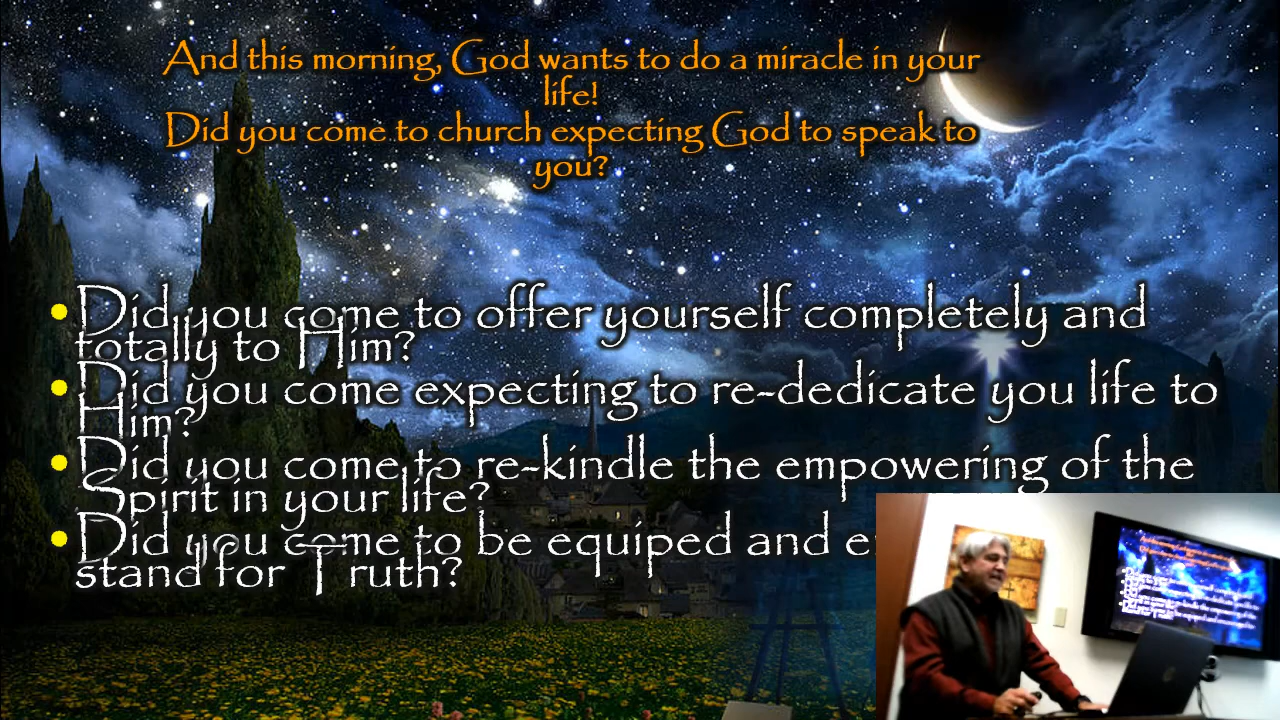 And this morning, God wants to do a miracle in your
life!
Did you come to church expecting God to speak to
you?
• Did you come to offer yourself completely and
totally to Him?
• Did you come expecting to re-dedicate you life to
Him?
• Did you come to re-kindle the empowering of the
Spirit in your life?
• Did you come to be equiped and
stand for Truth?